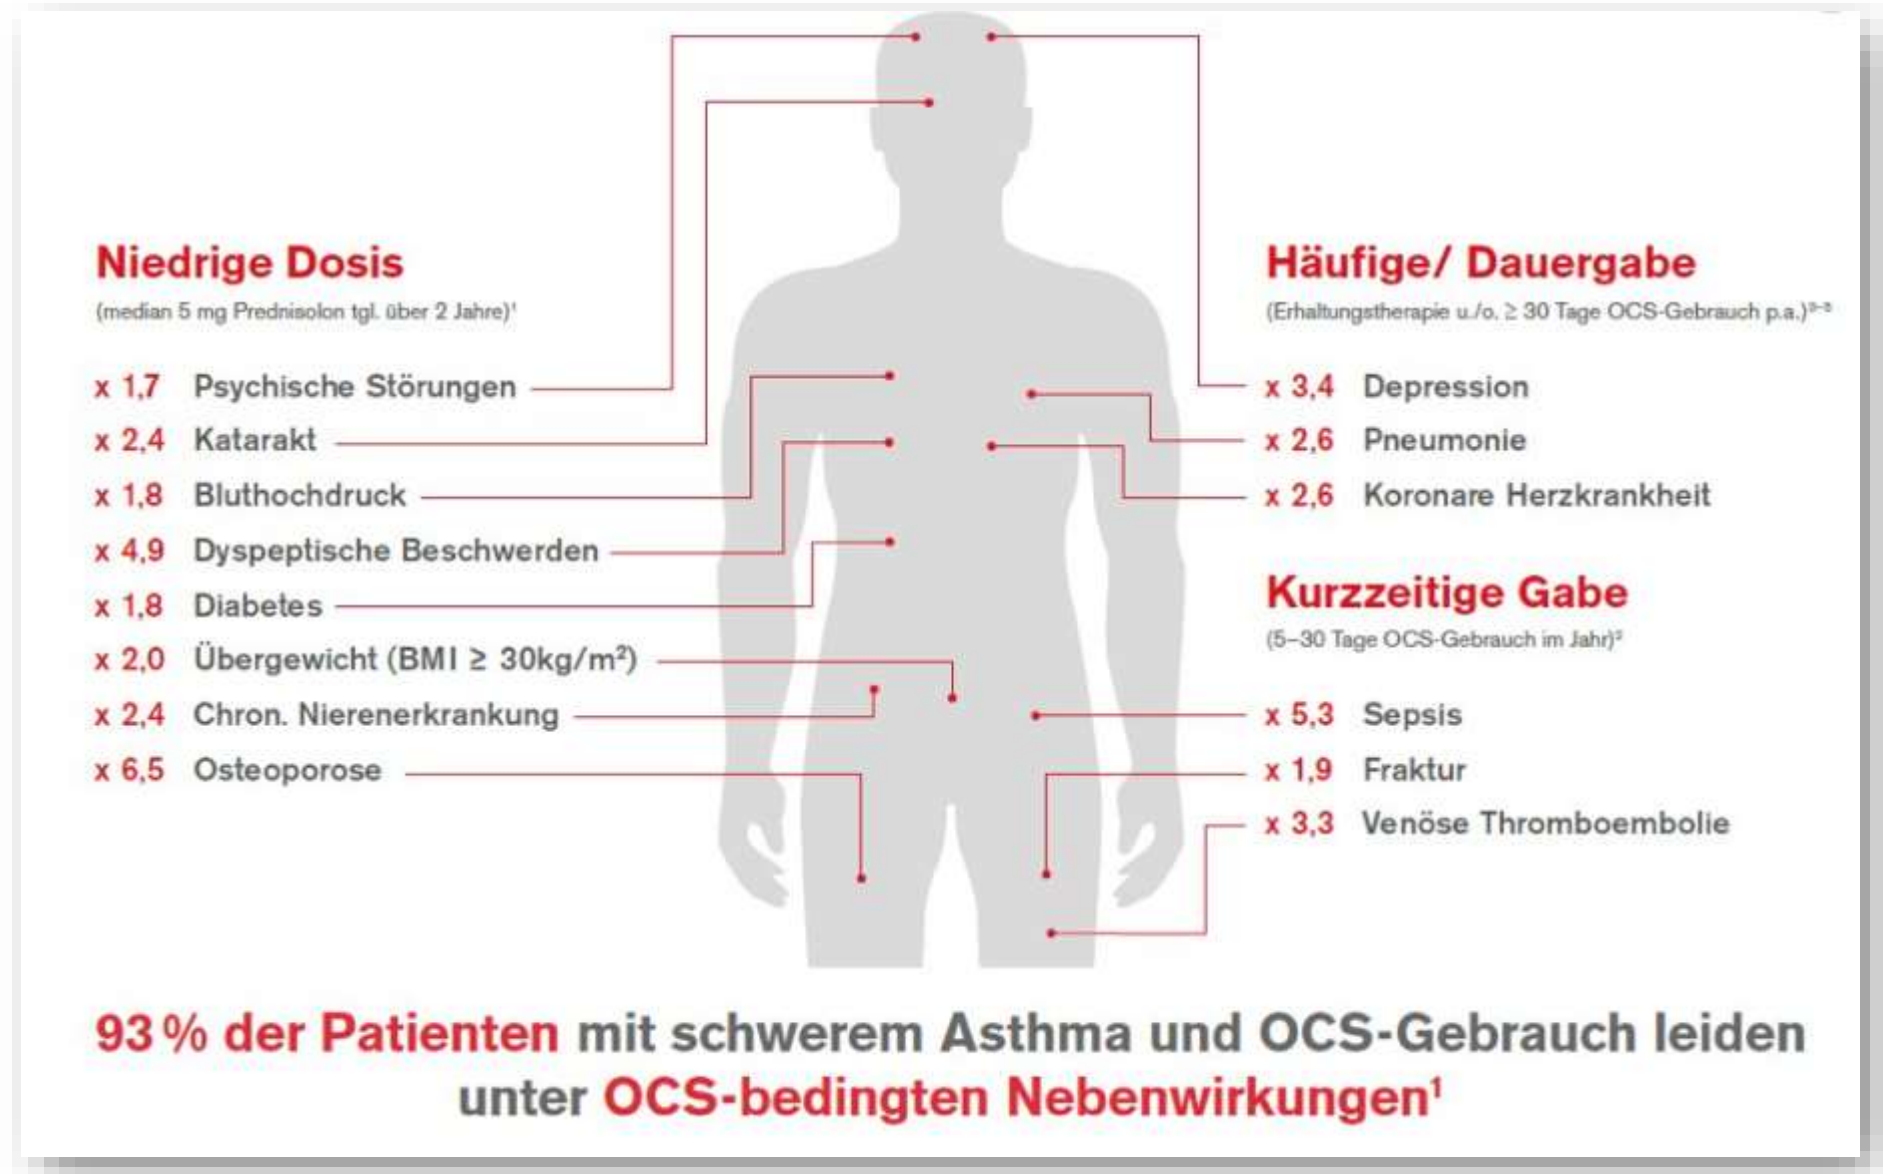 Niedrige Dosis
(median 5 mg Prednisolon tgl. über 2 Jahre)¹
x 1,7 Psychische Störungen
x 2,4 Katarakt
x 1,8 Bluthochdruck
x 4,9 Dyspeptische Beschwerden
x 1,8 Diabetes
x 2,0 Übergewicht (BMI ≥ 30kg/m²)
x 2,4 Chron. Nierenerkrankung
x 6,5 Osteoporose
Häufige/ Dauergabe
(Erhaltungstherapie u./o. ≥ 30 Tage OCS-Gebrauch p.a.)
x 3,4 Depression
x 2,6 Pneumonie
x 2,6 Koronare Herzkrankheit
Kurzzeitige Gabe
(5–30 Tage OCS-Gebrauch im Jahr)
x 5,3 Sepsis
x 1,9 Fraktur
x 3,3 Venöse Thromboembolie
93 % der Patienten mit schwerem Asthma und OCS-Gebrauch leiden
unter OCS-bedingten Nebenwirkungen¹